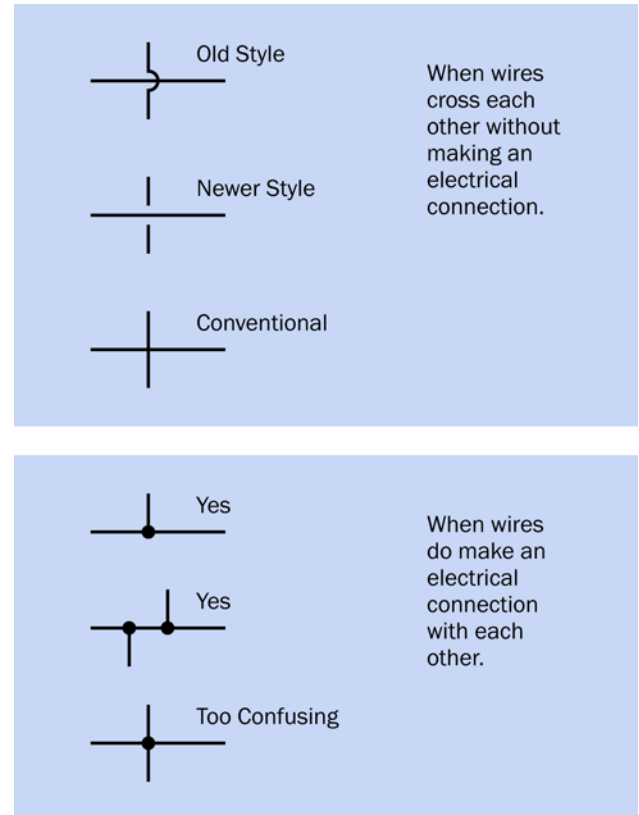 Old Style
When wires
cross each
other without
making an
electrical
connection.
Newer Style
Conventional
Yes
When wires
do make an
electrical
connection
with each
other.
Yes
Too Confusing